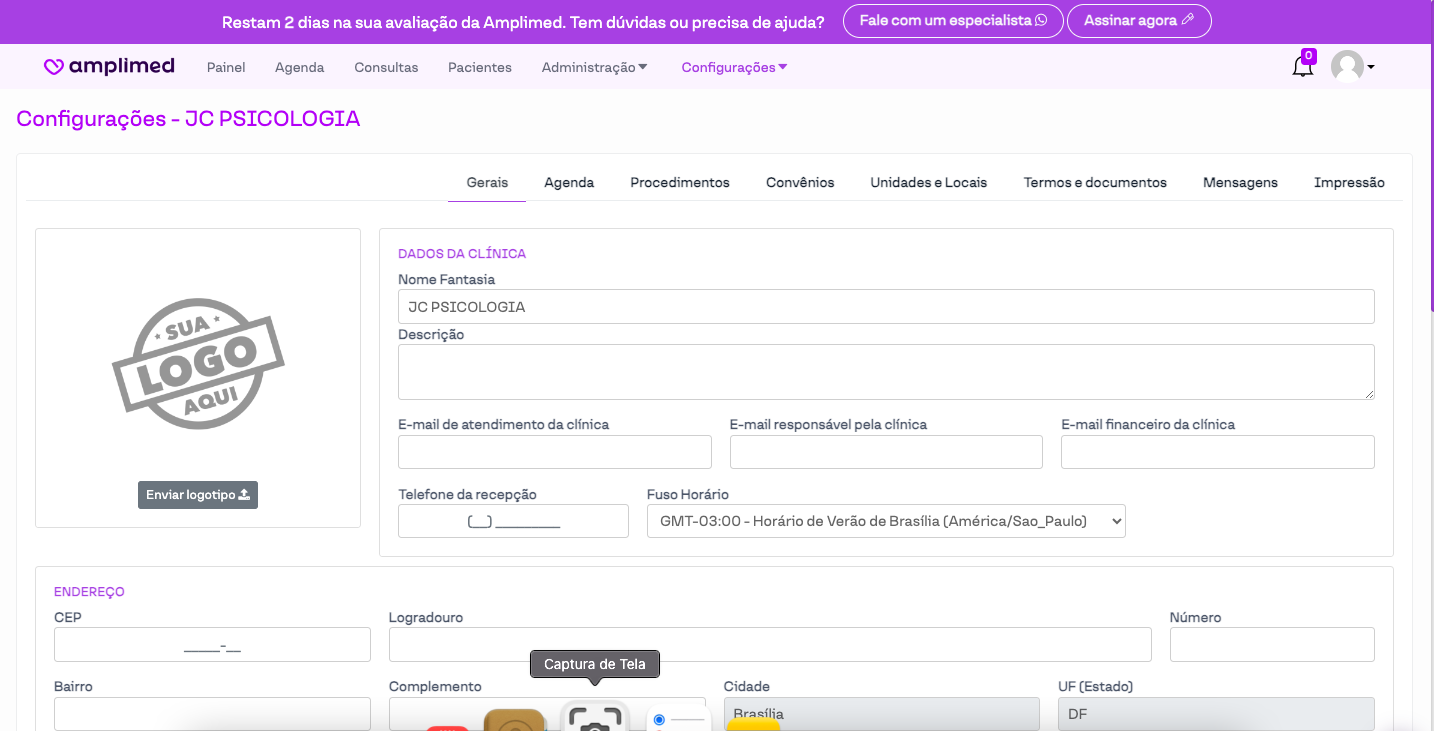 Restam 2 dias na sua avaliação da Amplimed. Tem dúvidas ou precisa de ajuda? Fale com um especialista Assinar agora
amplimed Painel Agenda Consultas Pacientes Administração Configurações 0
Configurações - JC PSICOLOGIA
Gerais Agenda Procedimentos Convênios Unidades e Locais Termos e documentos Mensagens Impressão
SUA
LOGO
AQUI
Enviar logotipo
DADOS DA CLÍNICA
Nome Fantasia
JC PSICOLOGIA
Descrição
E-mail de atendimento da clínica E-mail responsável pela clínica E-mail financeiro da clínica
Telefone da recepção Fuso Horário
(__) _________ GMT-03:00 - Horário de Verão de Brasília (América/Sao_Paulo)
ENDEREÇO
CEP Logradouro Número
_____-__
Captura de Tela
Bairro Complemento Cidade UF (Estado)
Brasília DF